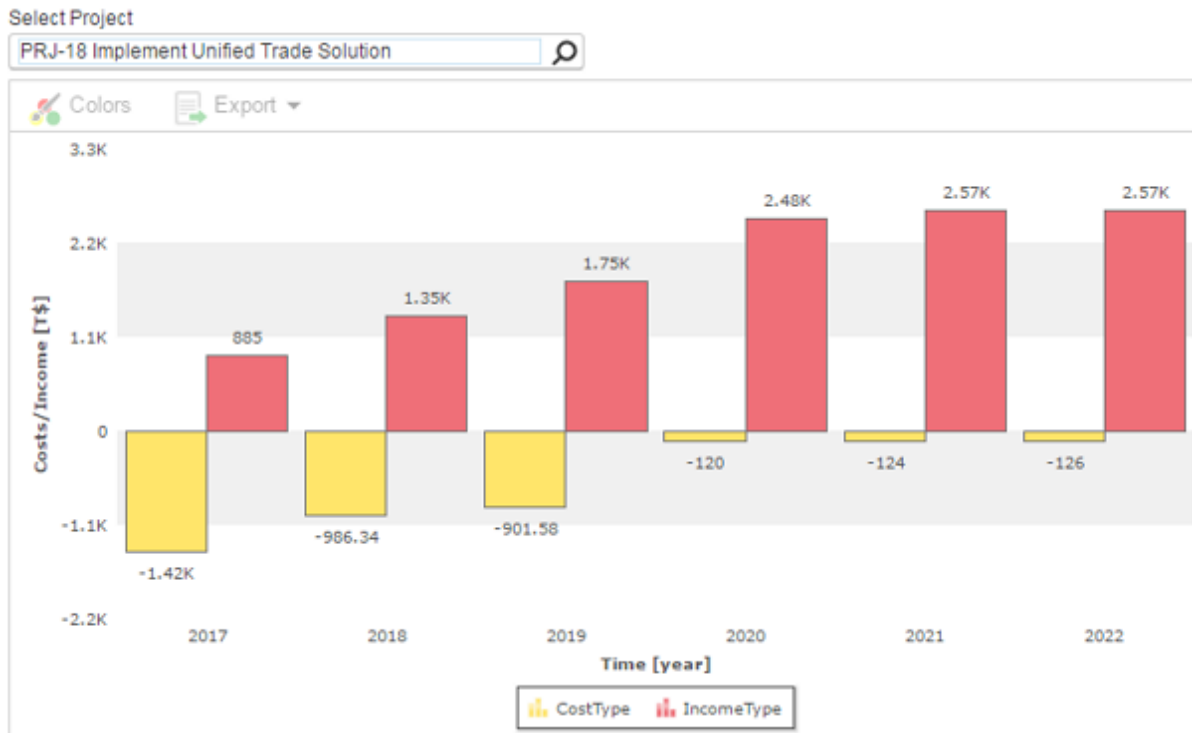 Select Project
PRJ-18 Implement Unified Trade Solution
Colors Export
3.3K
2.2K
1.1K
0
-1.1K
-2.2K
Costs/Income [T$]
885
1.35K
1.75K
2.48K
2.57K
2.57K
-1.42K
-986.34
-901.58
-120
-124
-126
2017 2018 2019 2020 2021 2022
Time [year]
CostType IncomeType